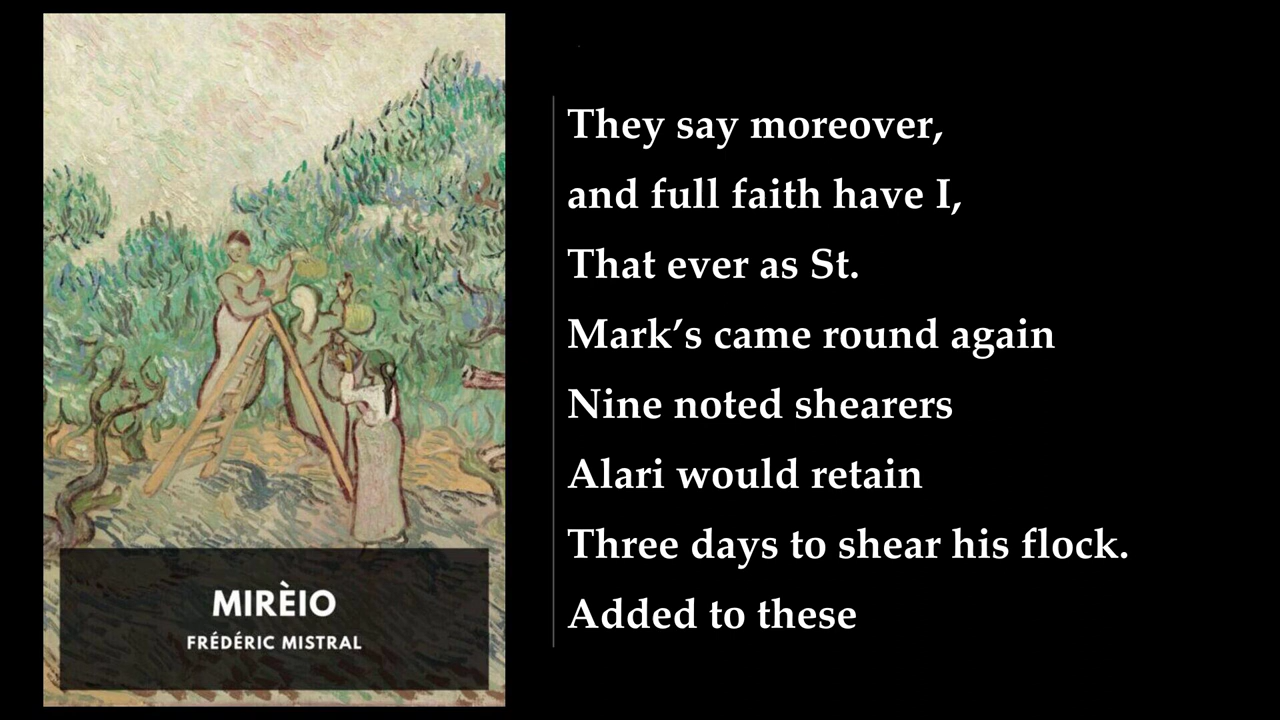 MIRÈIO
FRÉDÉRIC MISTRAL
They say moreover,
and full faith have I,
That ever as St.
Mark’s came round again
Nine noted shearers
Alari would retain
Three days to shear his flock.
Added to these